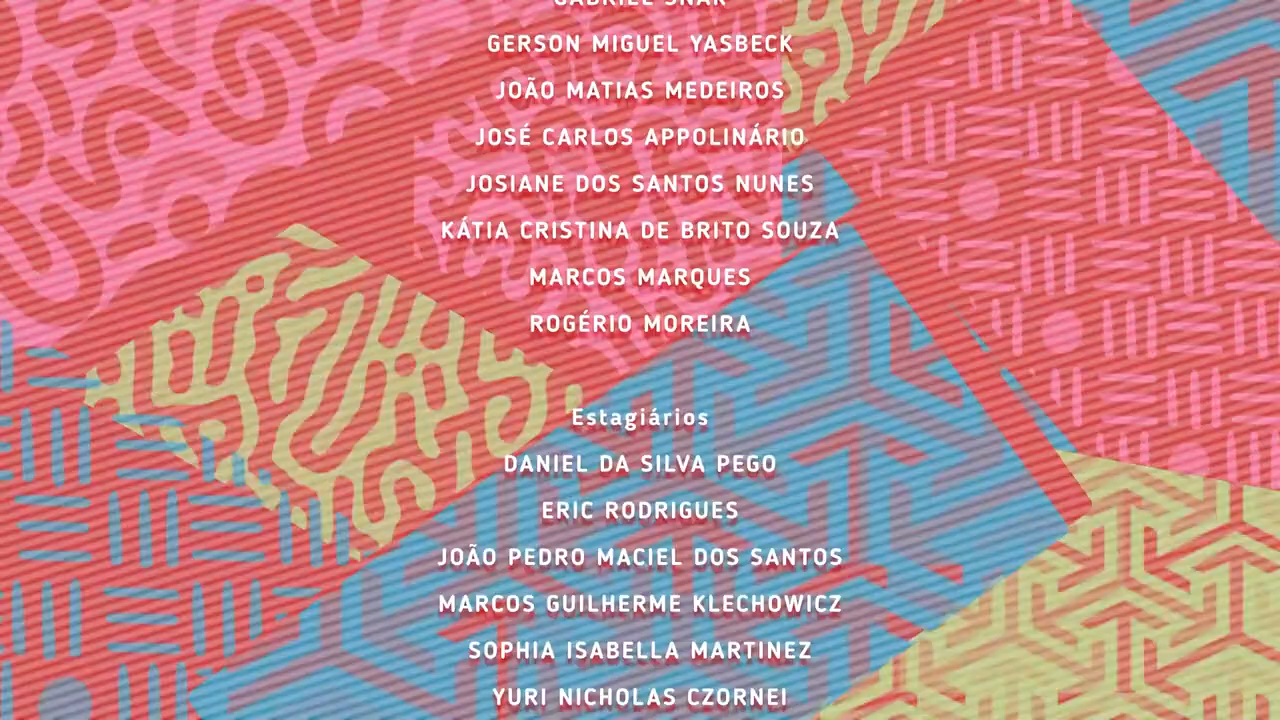 GERSON MIGUEL YASBECK
JOÃO MATIAS MEDEIROS
JOSÉ CARLOS APPOLINÁRIO
JOSIANE DOS SANTOS NUNES
KÁTIA CRISTINA DE BRITO SOUZA
MARCOS MARQUES
ROGÉRIO MOREIRA
Estagiários
DANIEL DA SILVA PEGO
ERIC RODRIGUES
JOÃO PEDRO MACIEL DOS SANTOS
MARCOS GUILHERME KLECHOWICZ
SOPHIA ISABELLA MARTINEZ
YURI NICHOLAS CZORNEI